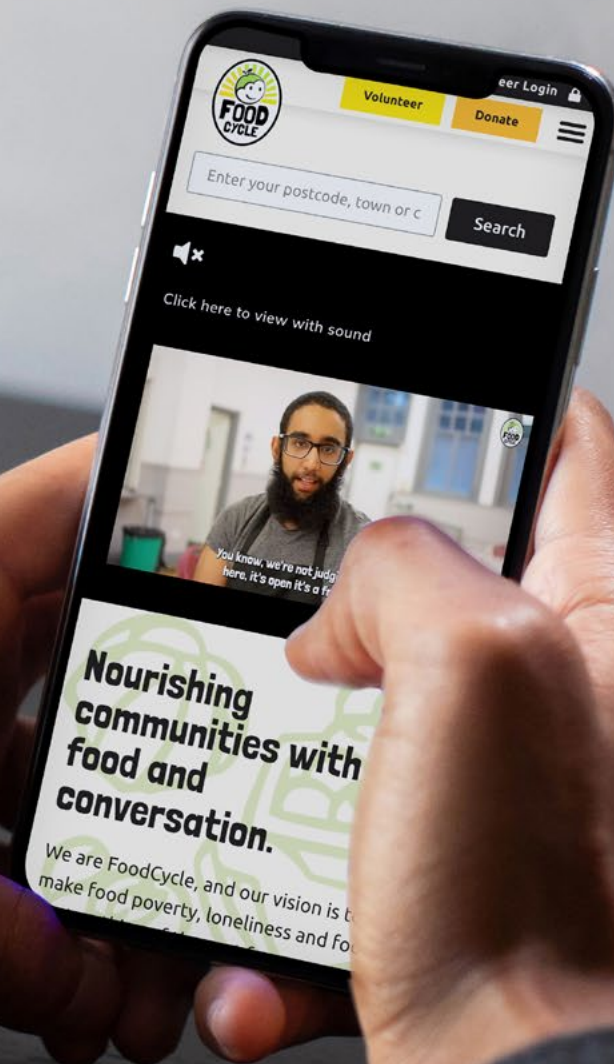 eer Login
FOOD
CYCLE
Volunteer
Donate
Enter your postcode, town or c
Search
Click here to view with sound
FOOD
You know, we're not judg
here, it's open it's a f
Nourishing
communities with
food and
conversation.
We are FoodCycle, and our vision is t
make food poverty, loneliness and fo